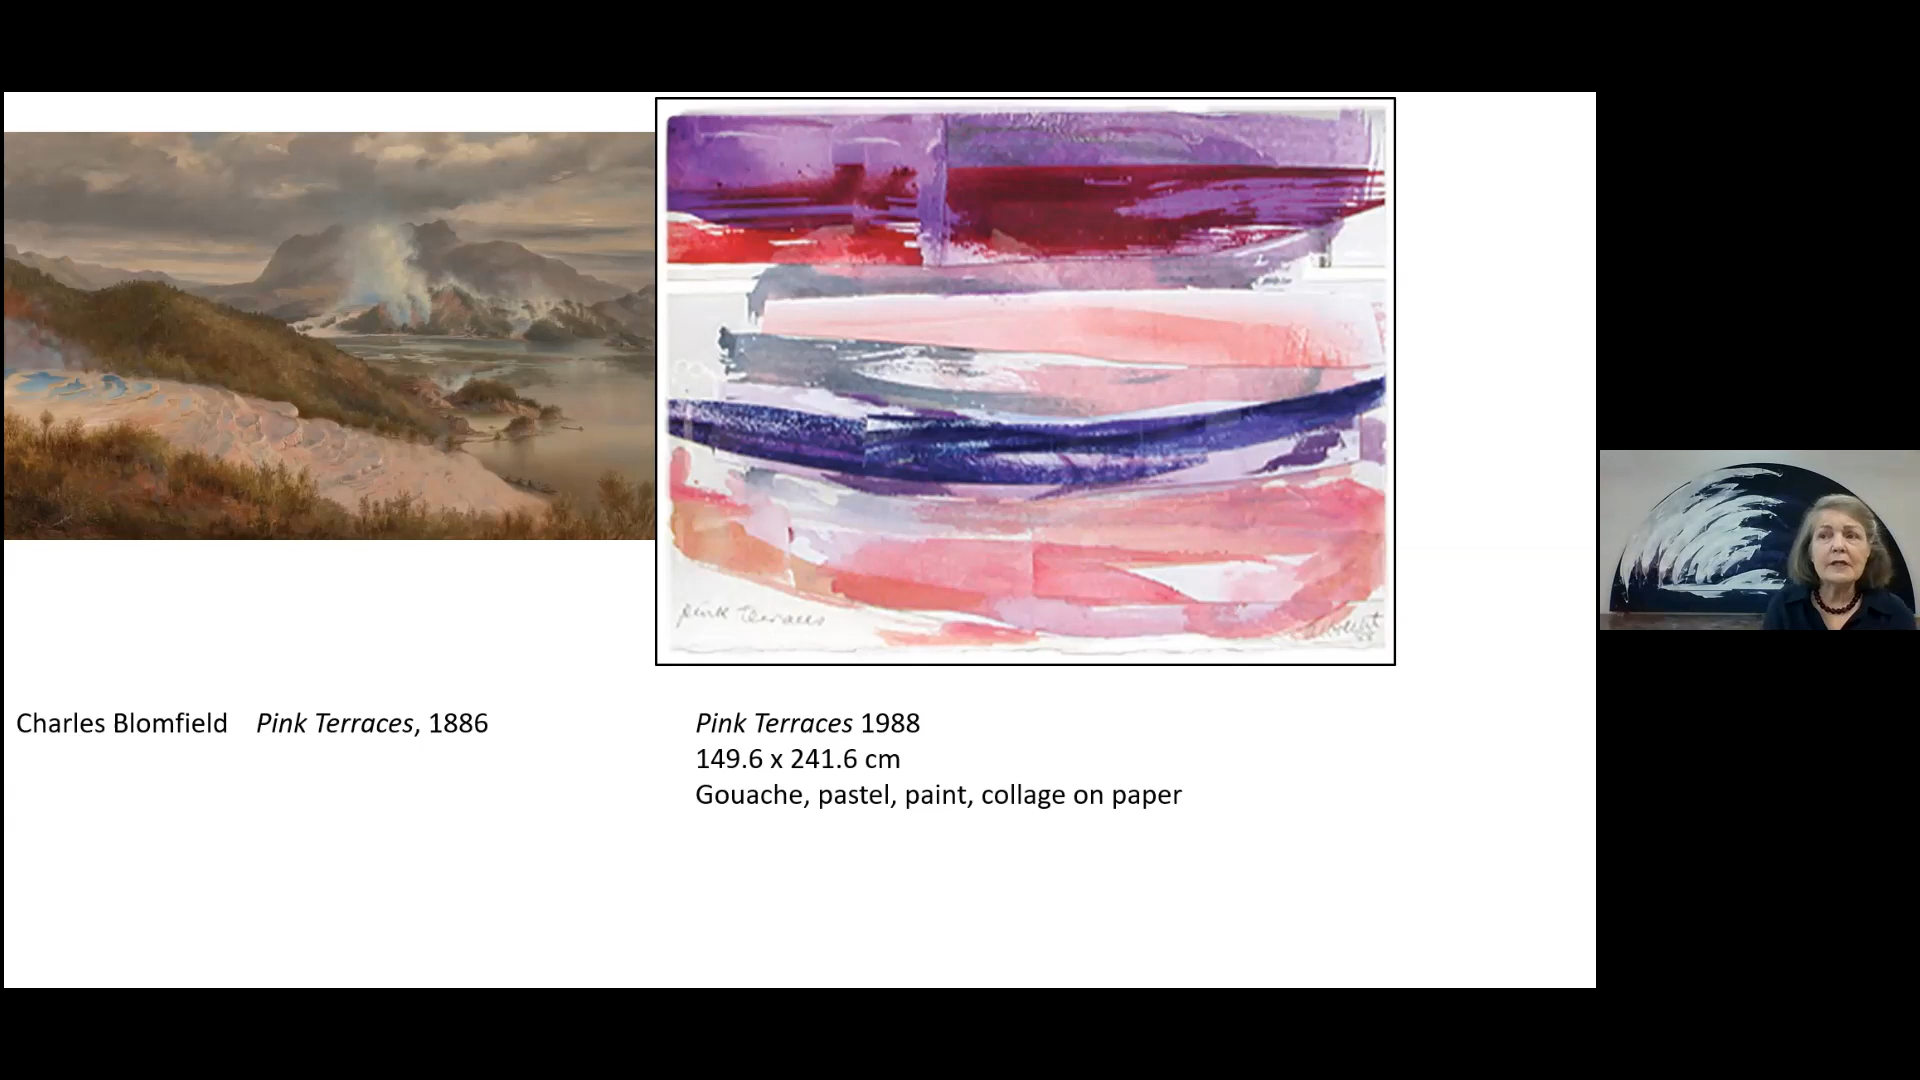 pink Terraces
Charles Blomfield Pink Terraces, 1886
Pink Terraces 1988
149.6 x 241.6 cm
Gouache, pastel, paint, collage on paper